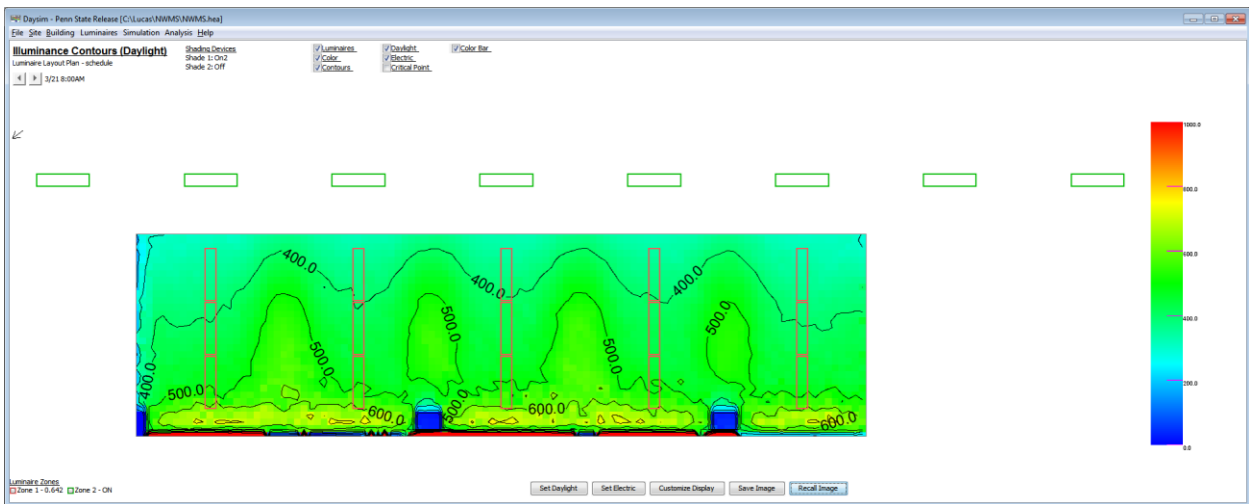 Daysim - Penn State Release [C:\Lucas\NWMS\NWMS.hea]
File Site Building Luminaires Simulation Analysis Help
Illuminance Contours (Daylight)
Luminaire Layout Plan - schedule
3/21 8:00AM
Shading Devices
Shade 1: On2
Shade 2: Off
Luminaires Daylight Color Bar
Color Electric
Contours Critical Point
1000.0
800.0
600.0
400.0
200.0
0.0
400.0
400.0
400.0
500.0
500.0
500.0
500.0
400.0
500.0
500.0
600.0
600.0
600.0
Luminaire Zones
Zone 1 - 0.642 Zone 2 - ON
Set Daylight Set Electric Customize Display Save Image Recall Image